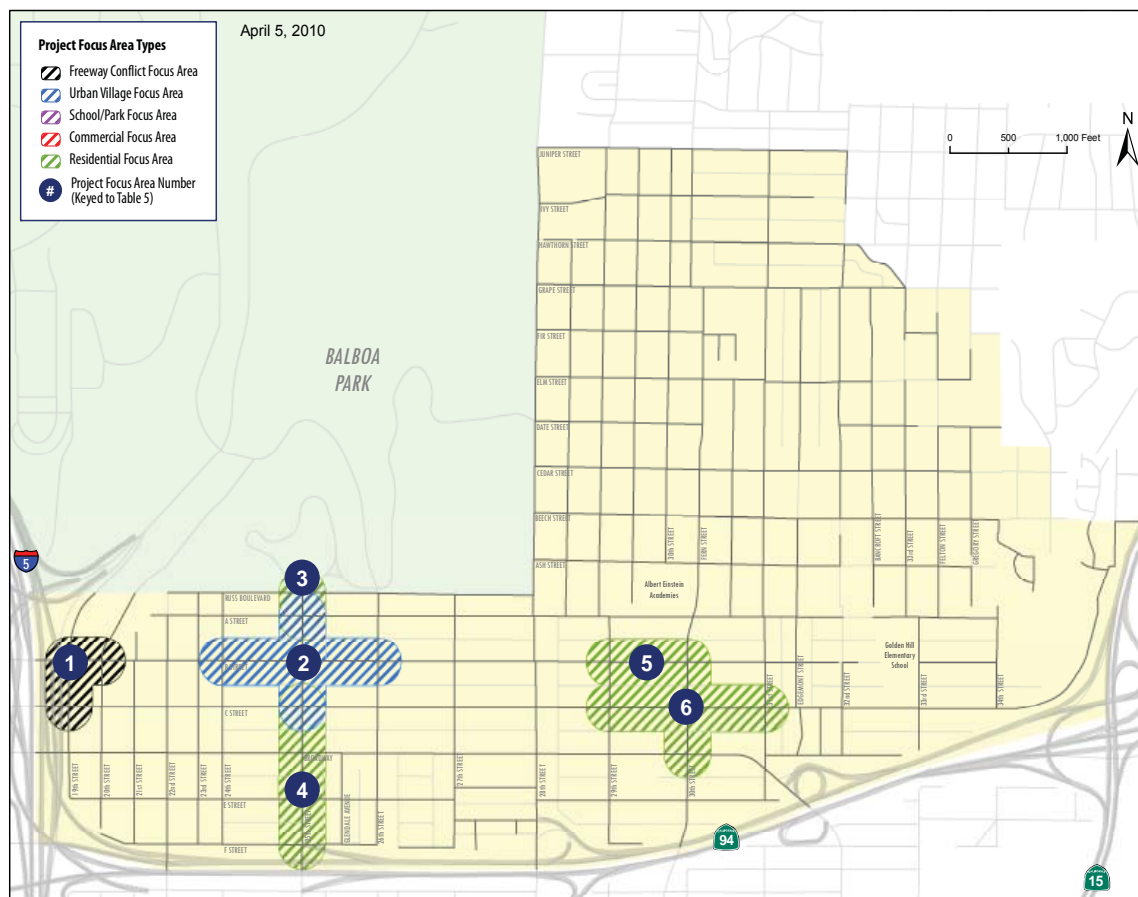 April 5, 2010
Project Focus Area Types
Freeway Conflict Focus Area
Urban Village Focus Area
School/Park Focus Area
Commercial Focus Area
Residential Focus Area
# Project Focus Area Number
(Keyed to Table 5)
N
0 500 1,000 Feet
JUNIPER STREET
IVY STREET
HAWTHORN STREET
GRAPE STREET
FIR STREET
BALBOA
PARK
ELM STREET
DATE STREET
CEDAR STREET
BEECH STREET
30th STREET
FERN STREET
BANCROFT STREET
33rd STREET
FELTON STREET
GREGORY STREET
5
ASH STREET
3
Albert Einstein
Academies
RUSS BOULEVARD
A STREET
Golden Hill
Elementary
School
1
2
5
B STREET
EDGEMONT STREET
32nd STREET
33rd STREET
34th STREET
6
C STREET
BROADWAY
19th STREET
20th STREET
21st STREET
22nd STREET
23rd STREET
24th STREET
27th STREET
28th STREET
29th STREET
30th STREET
4
E STREET
GLENDALE AVENUE
26th STREET
F STREET
94
15